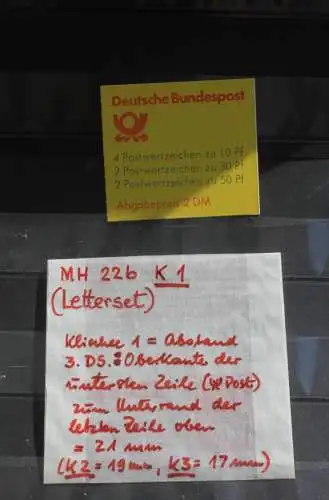 Deutsche Bundespost
4 Postwertzeichen zu 10 Pf
2 Postwertzeichen zu 30 Pf
2 Postwertzeichen zu 50 Pf
Abgabepreis 2 DM
MH 22b K1
(Letterset)
Klischee 1 = Abstand
3. DS: Oberkante der
untersten Zeile (Post)
zum Unterrand der
letzten Zeile oben
= 21 mm
(K2 = 19 mm, K3 = 17 mm)